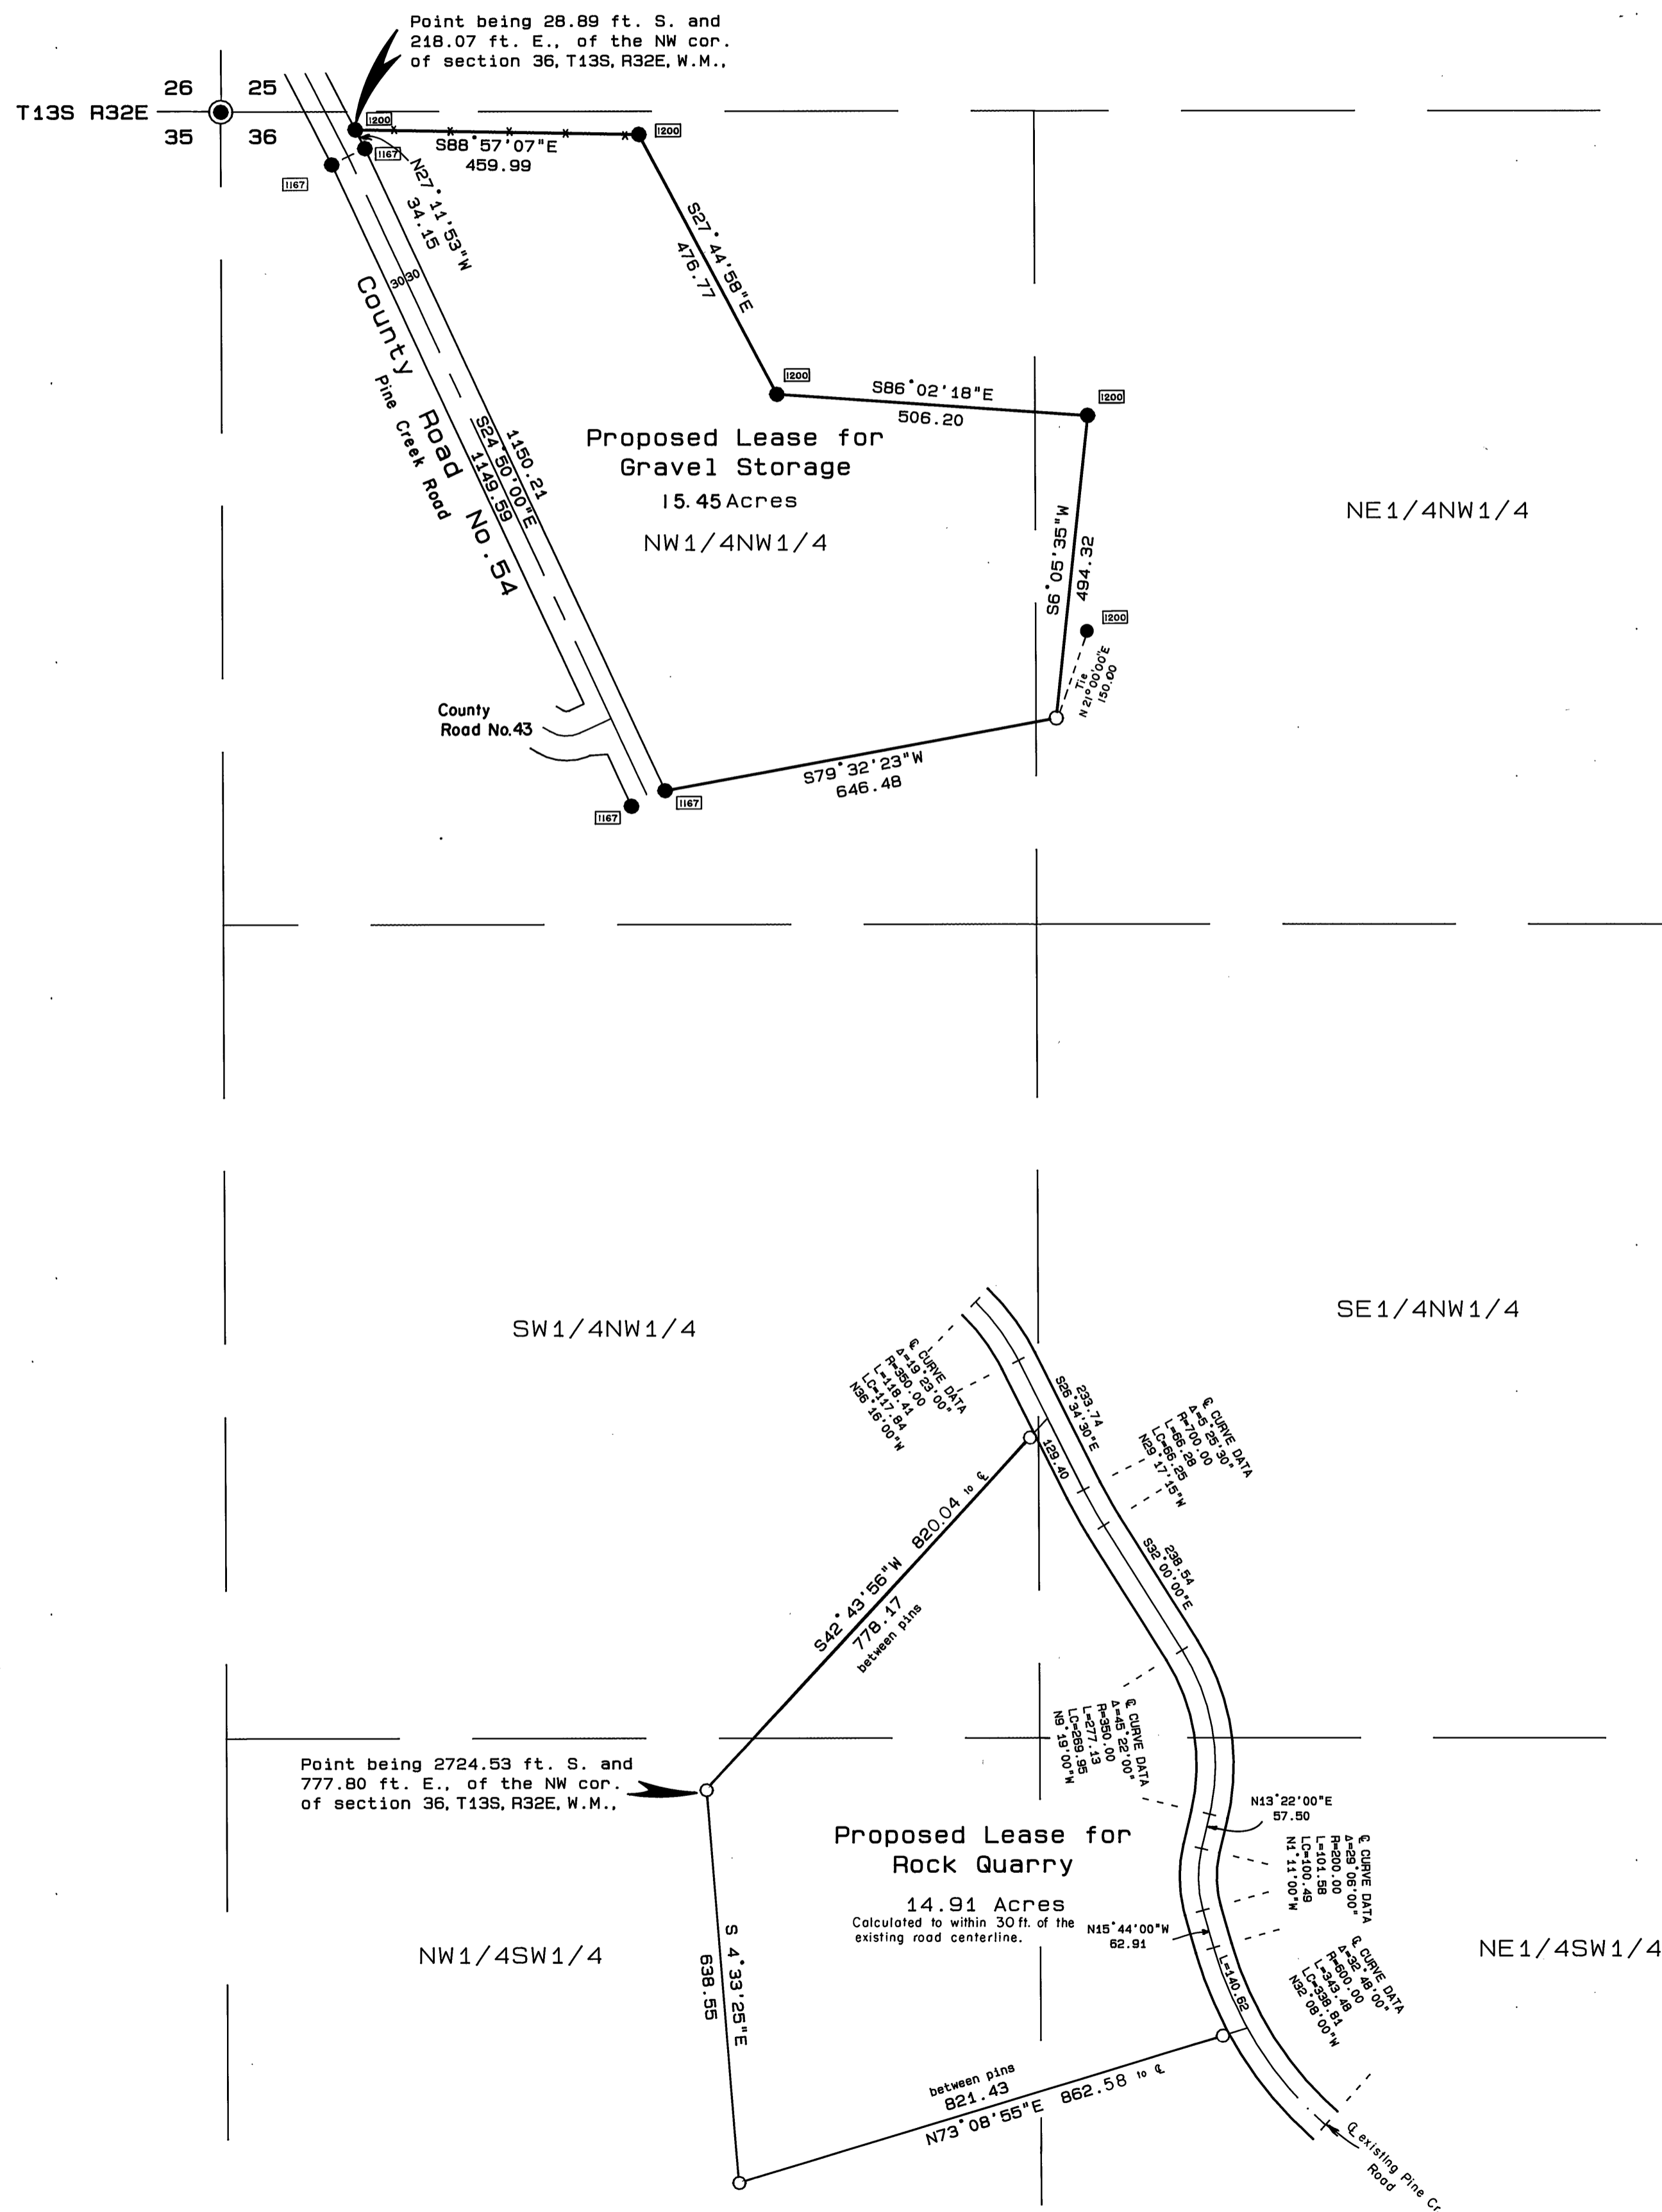 Point being 28.89 ft. S. and
218.07 ft. E., of the NW cor.
of section 36, T13S, R32E, W.M.,
26 25
T13S R32E
35 36
1200
1200
1167
1167
S88°57'07"E
459.99
N27°11'53"W
34.15
30 30
S27°44'58"E
476.77
1200
S86°02'18"E
506.20
1200
County Road No.54
Pine Creek Road
1150.21
S24°50'00"E
1149.59
Proposed Lease for
Gravel Storage
15.45 Acres
NW1/4NW1/4
NE1/4NW1/4
S6°05'35"W
494.32
1200
Tie
N 21°00'00"E
150.00
County
Road No.43
S79°32'23"W
646.48
1167
1167
SW1/4NW1/4
SE1/4NW1/4
℄ CURVE DATA
Δ=19°23'00"
R=350.00
L=118.41
LC=117.84
N36°16'00"W
233.74
S26°34'30"E
129.40
℄ CURVE DATA
Δ=5°25'30"
R=700.00
L=66.28
LC=66.25
N29°17'15"W
238.54
S32°00'00"E
S42°43'56"W 820.04 to ℄
778.17
between pins
℄ CURVE DATA
Δ=45°22'00"
R=350.00
L=277.13
LC=269.95
N9°19'00"W
Point being 2724.53 ft. S. and
777.80 ft. E., of the NW cor.
of section 36, T13S, R32E, W.M.,
N13°22'00"E
57.50
Proposed Lease for
Rock Quarry
14.91 Acres
Calculated to within 30 ft. of the
existing road centerline.
℄ CURVE DATA
Δ=29°06'00"
R=200.00
L=101.58
LC=100.49
N1°11'00"W
N15°44'00"W
62.91
NW1/4SW1/4
NE1/4SW1/4
S 4°33'25"E
638.55
L=140.62
℄ CURVE DATA
Δ=32°48'00"
R=600.00
L=343.48
LC=338.81
N32°08'00"W
between pins
821.43
N73°08'55"E 862.58 to ℄
℄ existing Pine Cr
Road